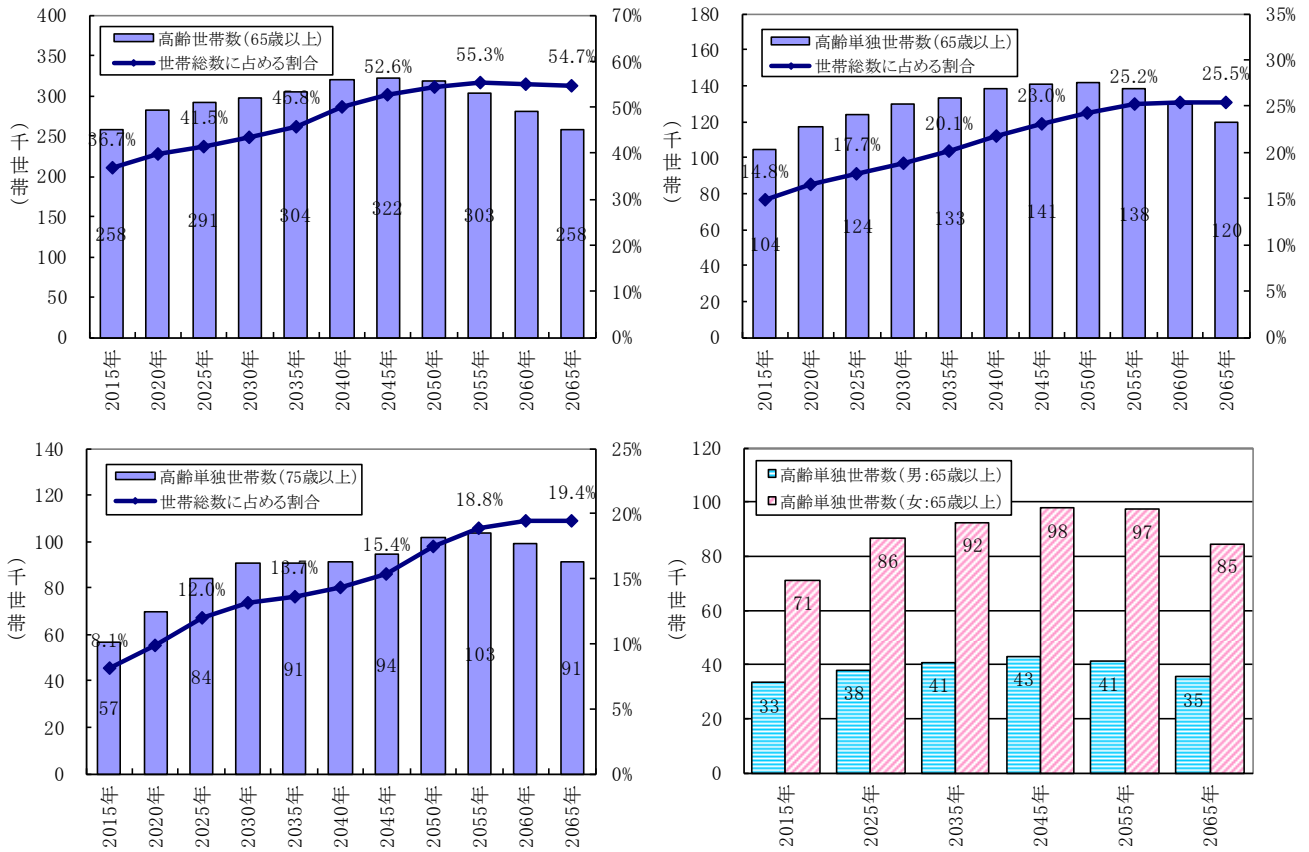 400
350
300
250
200
150
100
50
0
(千世帯)
70%
60%
50%
40%
30%
20%
10%
0%
高齢世帯数(65歳以上)
世帯総数に占める割合
36.7%
41.5%
45.8%
52.6%
55.3%
54.7%
258
291
304
322
303
258
2015年
2020年
2025年
2030年
2035年
2040年
2045年
2050年
2055年
2060年
2065年
180
160
140
120
100
80
60
40
20
0
(千世帯)
35%
30%
25%
20%
15%
10%
5%
0%
高齢単独世帯数(65歳以上)
世帯総数に占める割合
14.8%
17.7%
20.1%
23.0%
25.2%
25.5%
104
124
133
141
138
120
2015年
2020年
2025年
2030年
2035年
2040年
2045年
2050年
2055年
2060年
2065年
140
120
100
80
60
40
20
0
(千世帯)
25%
20%
15%
10%
5%
0%
高齢単独世帯数(75歳以上)
世帯総数に占める割合
8.1%
12.0%
13.7%
15.4%
18.8%
19.4%
57
84
91
94
103
91
2015年
2020年
2025年
2030年
2035年
2040年
2045年
2050年
2055年
2060年
2065年
120
100
80
60
40
20
0
(千世帯)
高齢単独世帯数(男:65歳以上)
高齢単独世帯数(女:65歳以上)
33
71
38
86
41
92
43
98
41
97
35
85
2015年
2025年
2035年
2045年
2055年
2065年